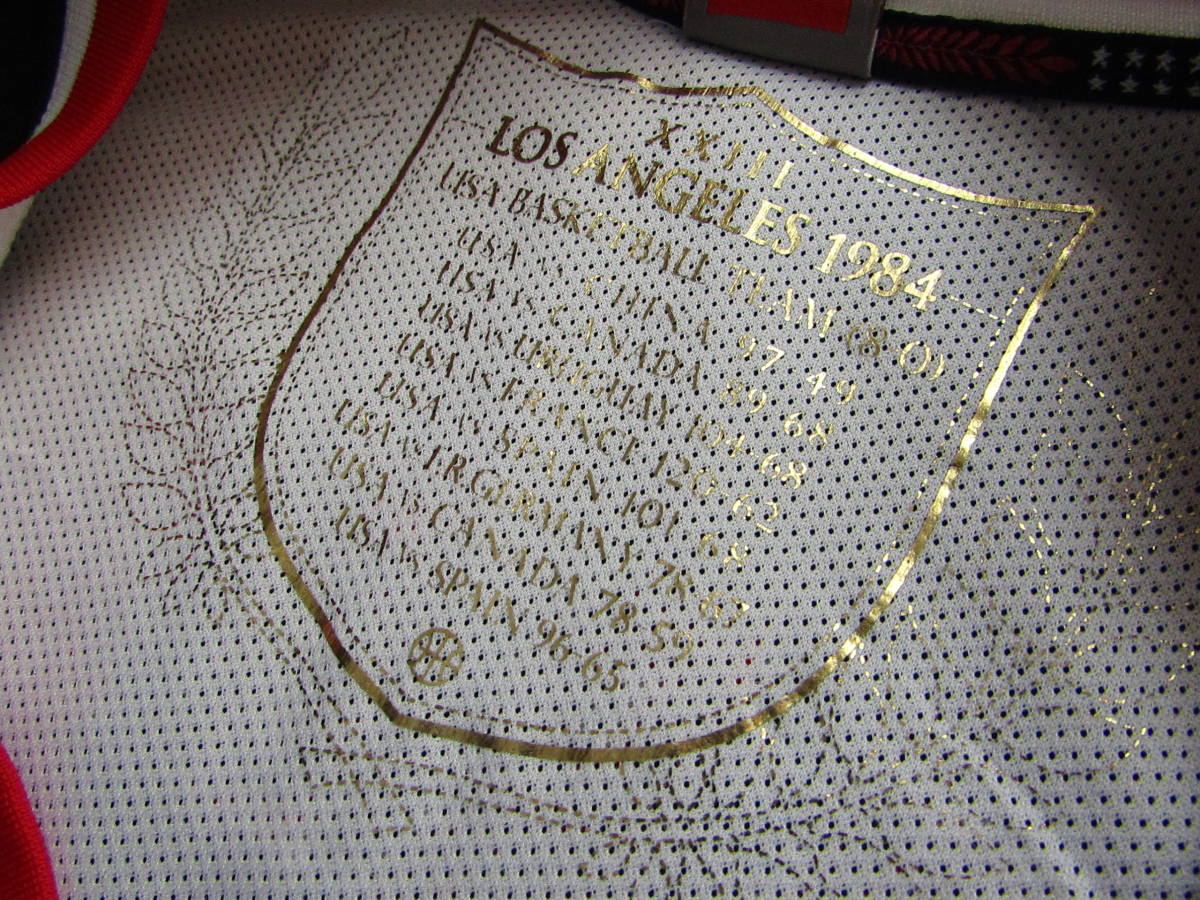 XXIII
LOS ANGELES 1984
USA BASKETBALL TEAM (8 0)
USA vs CHINA 97 49
USA vs CANADA 89 68
USA vs URUGUAY 104-68
USA vs FRANCE 120-62
USA vs SPAIN 101 68
USA vs FR GERMANY 78 67
USA vs CANADA 78 59
USA vs SPAIN 96-65